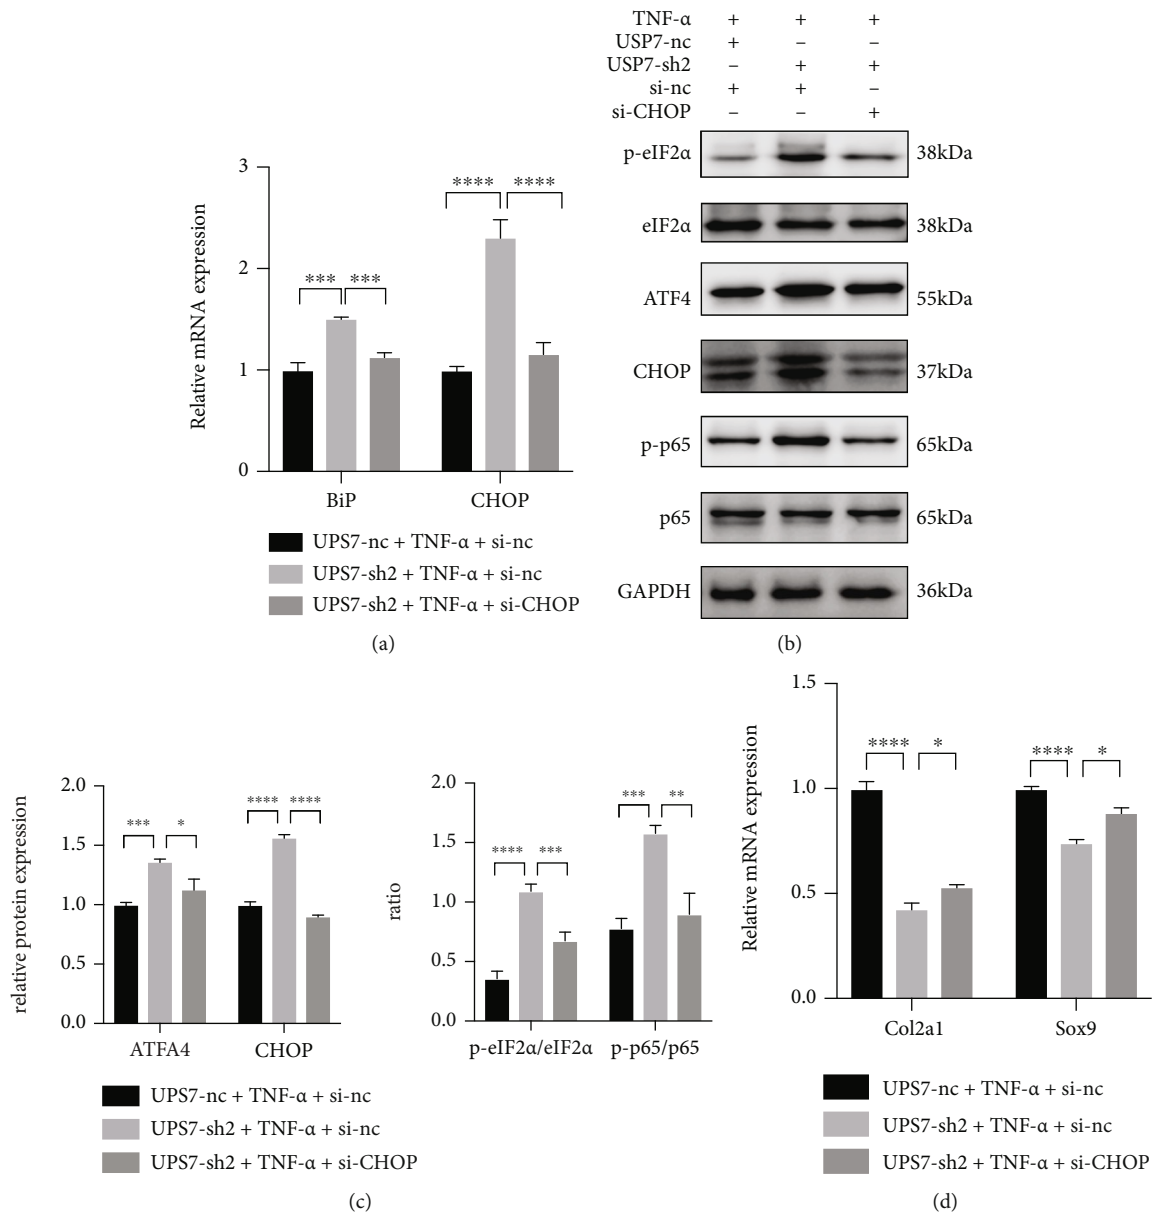 TNF-α + + +
USP7-nc + – –
USP7-sh2 – + +
si-nc + + –
si-CHOP – – +
p-eIF2α 38kDa
eIF2α 38kDa
ATF4 55kDa
CHOP 37kDa
p-p65 65kDa
p65 65kDa
GAPDH 36kDa
(b)
Relative mRNA expression
3
2
1
0
*** *** **** ****
BiP CHOP
UPS7-nc + TNF-α + si-nc
UPS7-sh2 + TNF-α + si-nc
UPS7-sh2 + TNF-α + si-CHOP
(a)
relative protein expression
2.0
1.5
1.0
0.5
0.0
*** * **** ****
ATFA4 CHOP
ratio
2.0
1.5
1.0
0.5
0.0
**** *** *** **
p-eIF2α/eIF2α p-p65/p65
UPS7-nc + TNF-α + si-nc
UPS7-sh2 + TNF-α + si-nc
UPS7-sh2 + TNF-α + si-CHOP
(c)
Relative mRNA expression
1.5
1.0
0.5
0.0
**** * **** *
Col2a1 Sox9
UPS7-nc + TNF-α + si-nc
UPS7-sh2 + TNF-α + si-nc
UPS7-sh2 + TNF-α + si-CHOP
(d)